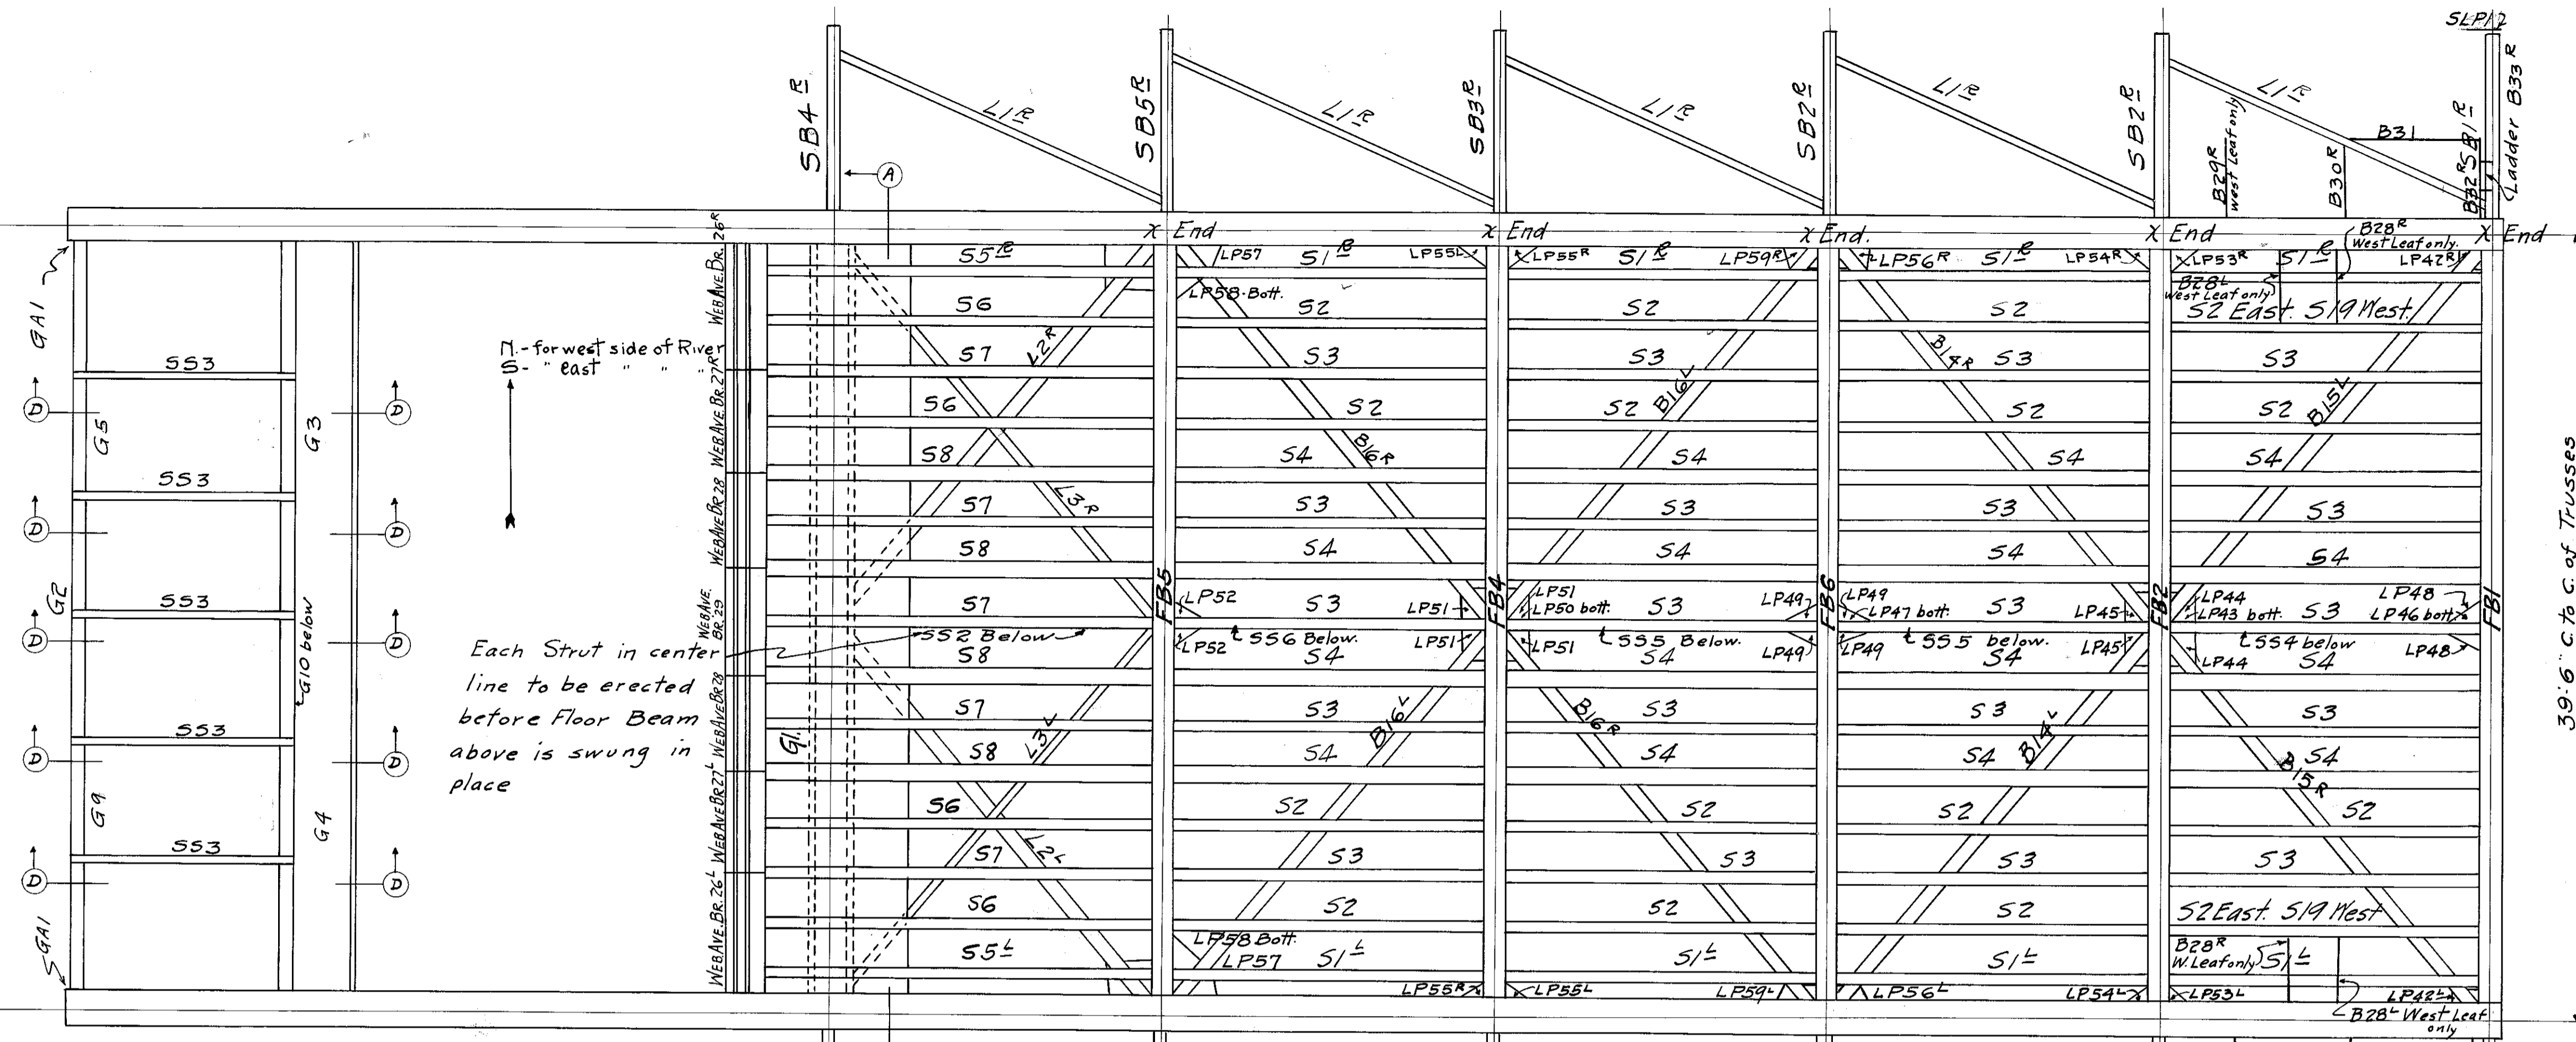 SLP12
SB4R
SB5R
SB3R
SB2R
SB2R
SB1R
Ladder B33R
L1R
L1R
L1R
L1R
L1R
A
B29R
West Leaf only
B30R
B31
B32R
X End
X End
X End.
X End
X End
B28R
West Leaf only.
S5R
LP57
S1R
LP55L
LP55R
S1R
LP59R
LP56R
S1R
LP54R
LP53R
S1R
LP42R
LP58·Bott.
B28L
West Leaf only
S6
S2
S2
S2
S2 East. S19 West.
GA1
N.-for west side of River
S- " east " " "
SS3
S7
L2R
S3
S3
B14R
S3
S3
D
D
G5
G3
S6
S2
S2
B16L
S2
S2
B15L
S8
S4
B16R
S4
S4
S4
SS3
S7
L3R
S3
S3
S3
S3
D
D
S8
S4
S4
S4
S4
G2
SS3
G10 below
FB5
FB4
FB6
FB2
FB1
S7
LP52
S3
LP51
LP51
LP50 bott.
S3
LP49
LP49
LP47 bott.
S3
LP45
LP44
LP43 bott.
S3
LP48
LP46 bott.
D
D
Each Strut in center
line to be erected
before Floor Beam
above is swung in
place
SS2 Below
S8
LP52
SS6 Below.
S4
LP51
LP51
SS5 Below.
S4
LP49
LP49
SS5 below.
S4
LP45
LP44
SS4 below
S4
LP48
39'-6" C to C. of Trusses
S7
S3
B16L
B16R
S3
S3
S3
SS3
G1.
S8
L3L
S4
S4
S4
B14L
S4
B15R
D
D
G9
G4
S6
S2
S2
S2
S2
SS3
S7
L2L
S3
S3
S3
S3
D
D
S6
S2
S2
S2
S2 East. S19 West
GA1
S5L
LP58 Bott.
LP57
S1L
S1L
S1L
B28R
W. Leaf only
S1L
LP55R
LP55L
LP59L
LP56L
LP54L
LP53L
LP42L
B28L West Leaf
only
WEB AVE. BR. 26R
WEB AVE. BR. 27R
WEB AVE BR 28
WEB AVE BR 28
WEB. AVE.
BR. 29
WEB AVE BR 28
WEB AVE BR 27L
WEB AVE. BR. 26L